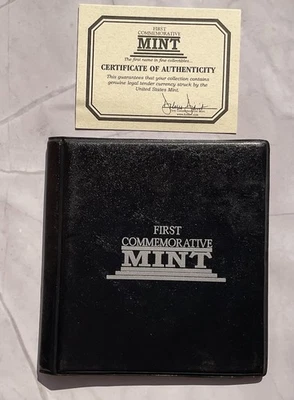 FIRST
COMMEMORATIVE
MINT
The first name in fine collectibles...
CERTIFICATE OF AUTHENTICITY
This guarantees that your collection contains
genuine legal tender currency struck by the
United States Mint.
FIRST
COMMEMORATIVE
MINT